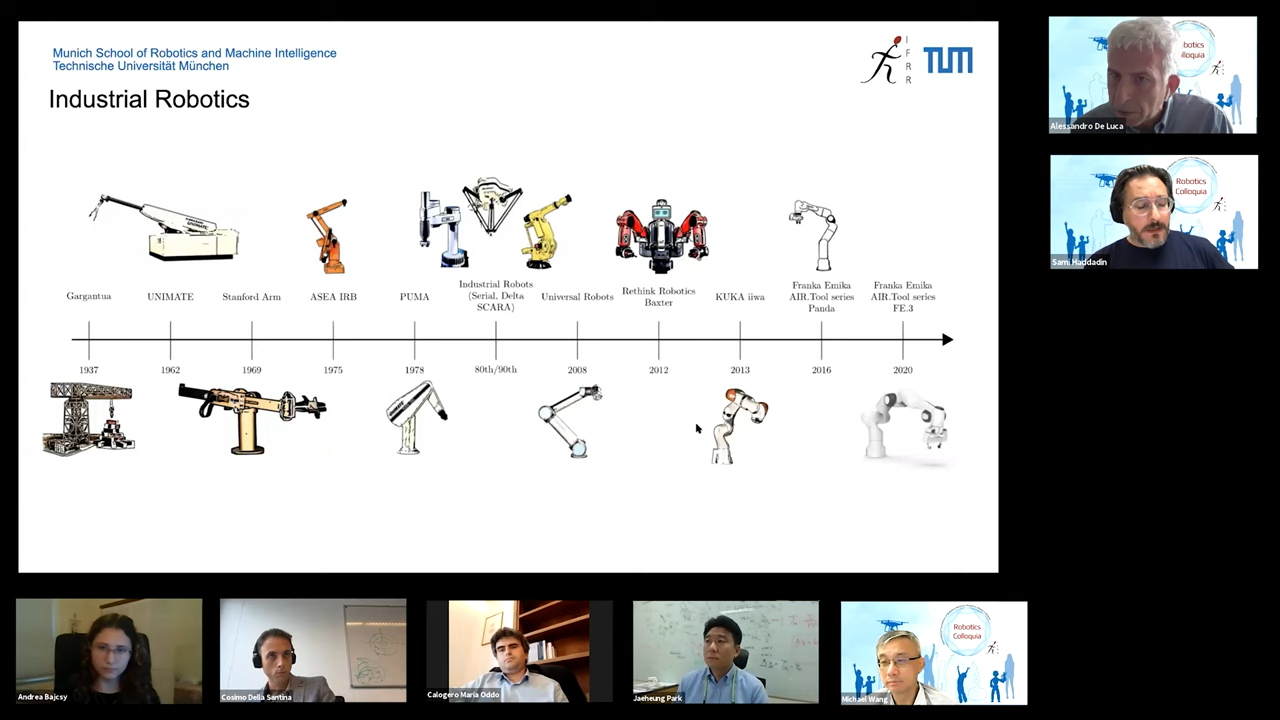 Munich School of Robotics and Machine Intelligence
Technische Universität München
I
F
R
R
TUM
Industrial Robotics
Gargantua
UNIMATE
Stanford Arm
ASEA IRB
PUMA
Industrial Robots
(Serial, Delta
SCARA)
Universal Robots
Rethink Robotics
Baxter
KUKA iiwa
Franka Emika
AIR.Tool series
Panda
Franka Emika
AIR.Tool series
FE.3
1937
1962
1969
1975
1978
80th/90th
2008
2012
2013
2016
2020
Alessandro De Luca
Robotics
Colloquia
Sami Haddadin
Andrea Bajcsy
Cosimo Della Santina
Calogero Maria Oddo
Jaeheung Park
Robotics
Colloquia
Michael Wang